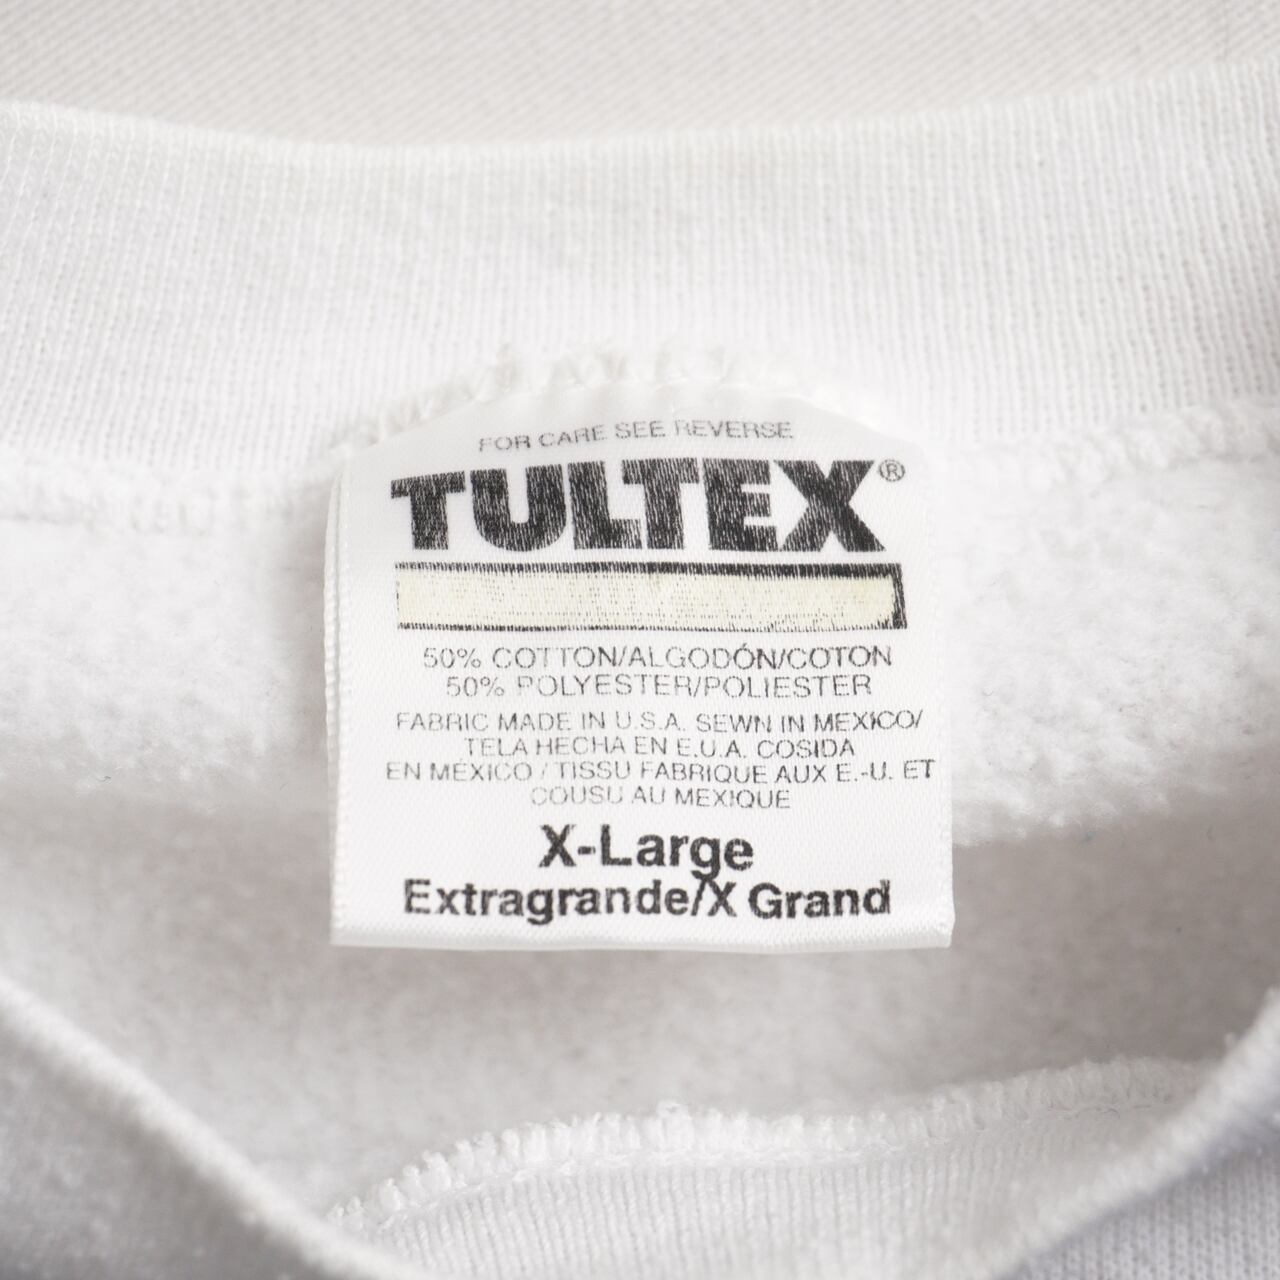 FOR CARE SEE REVERSE
TULTEX®
50% COTTON/ALGODÓN/COTON
50% POLYESTER/POLIESTER
FABRIC MADE IN U.S.A. SEWN IN MEXICO/
TELA HECHA EN E.U.A. COSIDA
EN MÉXICO / TISSU FABRIQUE AUX E.-U. ET
COUSU AU MEXIQUE
X-Large
Extragrande/X Grand